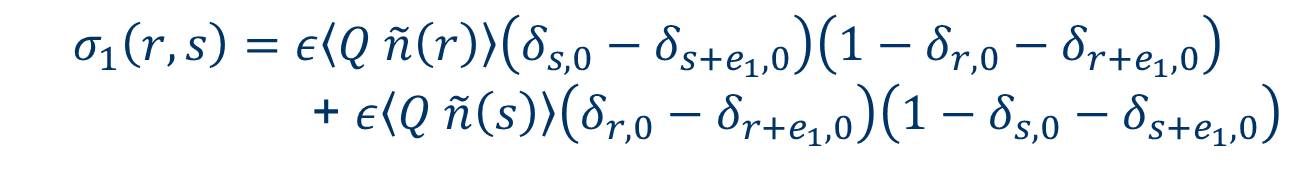 σ₁(r, s) = ϵ⟨Q ñ(r)⟩(δ_{s,0} − δ_{s+e₁,0})(1 − δ_{r,0} − δ_{r+e₁,0})
+ ϵ⟨Q ñ(s)⟩(δ_{r,0} − δ_{r+e₁,0})(1 − δ_{s,0} − δ_{s+e₁,0})